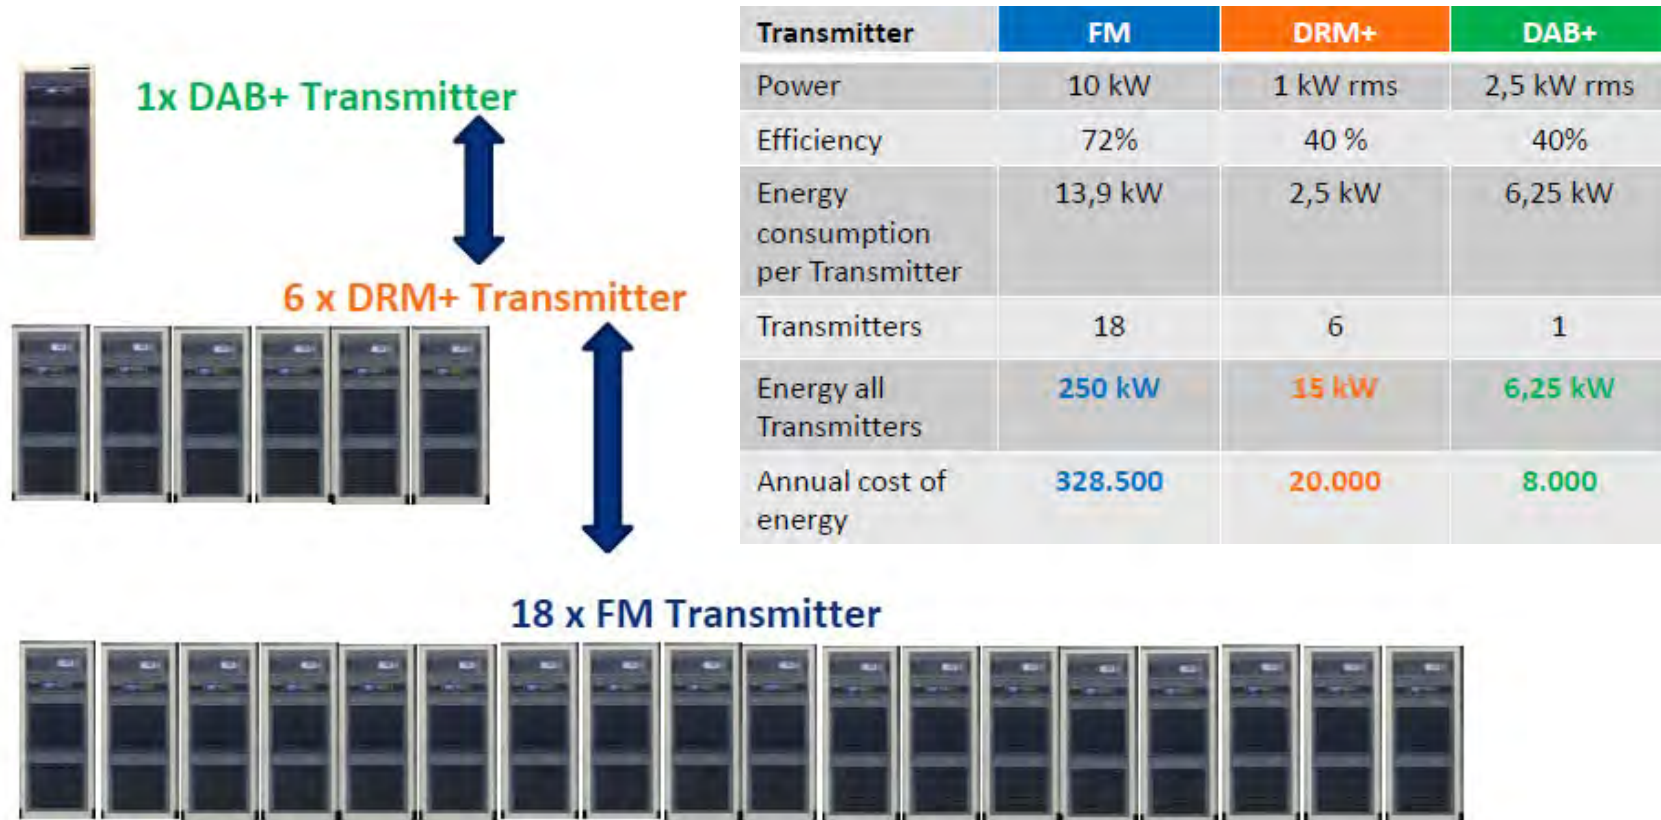 1x DAB+ Transmitter
6 x DRM+ Transmitter
18 x FM Transmitter
Transmitter FM DRM+ DAB+
Power 10 kW 1 kW rms 2,5 kW rms
Efficiency 72% 40 % 40%
Energy 13,9 kW 2,5 kW 6,25 kW
consumption
per Transmitter
Transmitters 18 6 1
Energy all 250 kW 15 kW 6,25 kW
Transmitters
Annual cost of 328.500 20.000 8.000
energy